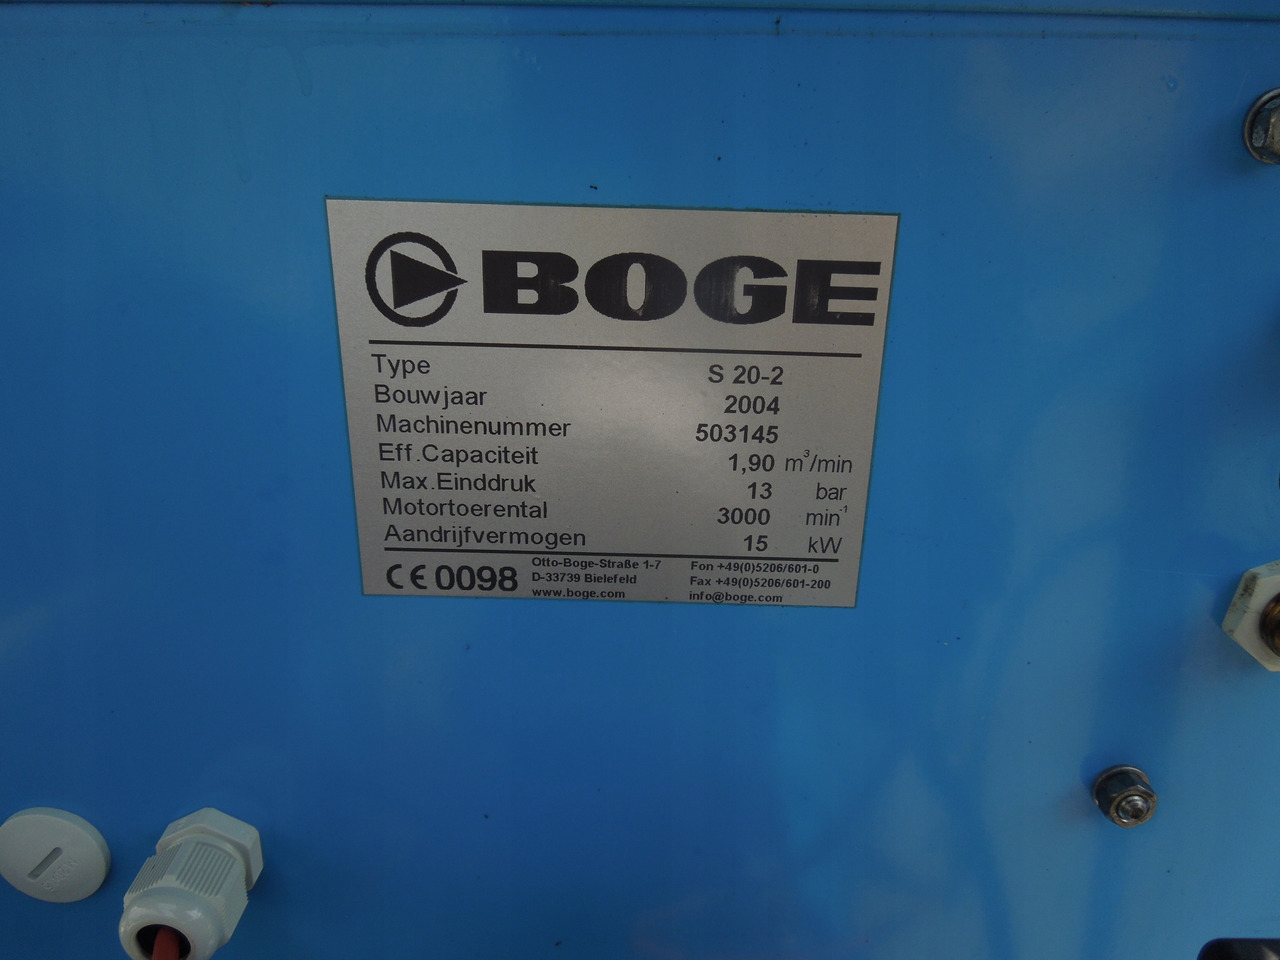 BOGE
Type S 20-2
Bouwjaar 2004
Machinenummer 503145
Eff.Capaciteit 1,90 m³/min
Max.Einddruk 13 bar
Motortoerental 3000 min⁻¹
Aandrijfvermogen 15 kW
CE 0098
Otto-Boge-Straße 1-7
D-33739 Bielefeld
www.boge.com
Fon +49(0)5206/601-0
Fax +49(0)5206/601-200
info@boge.com